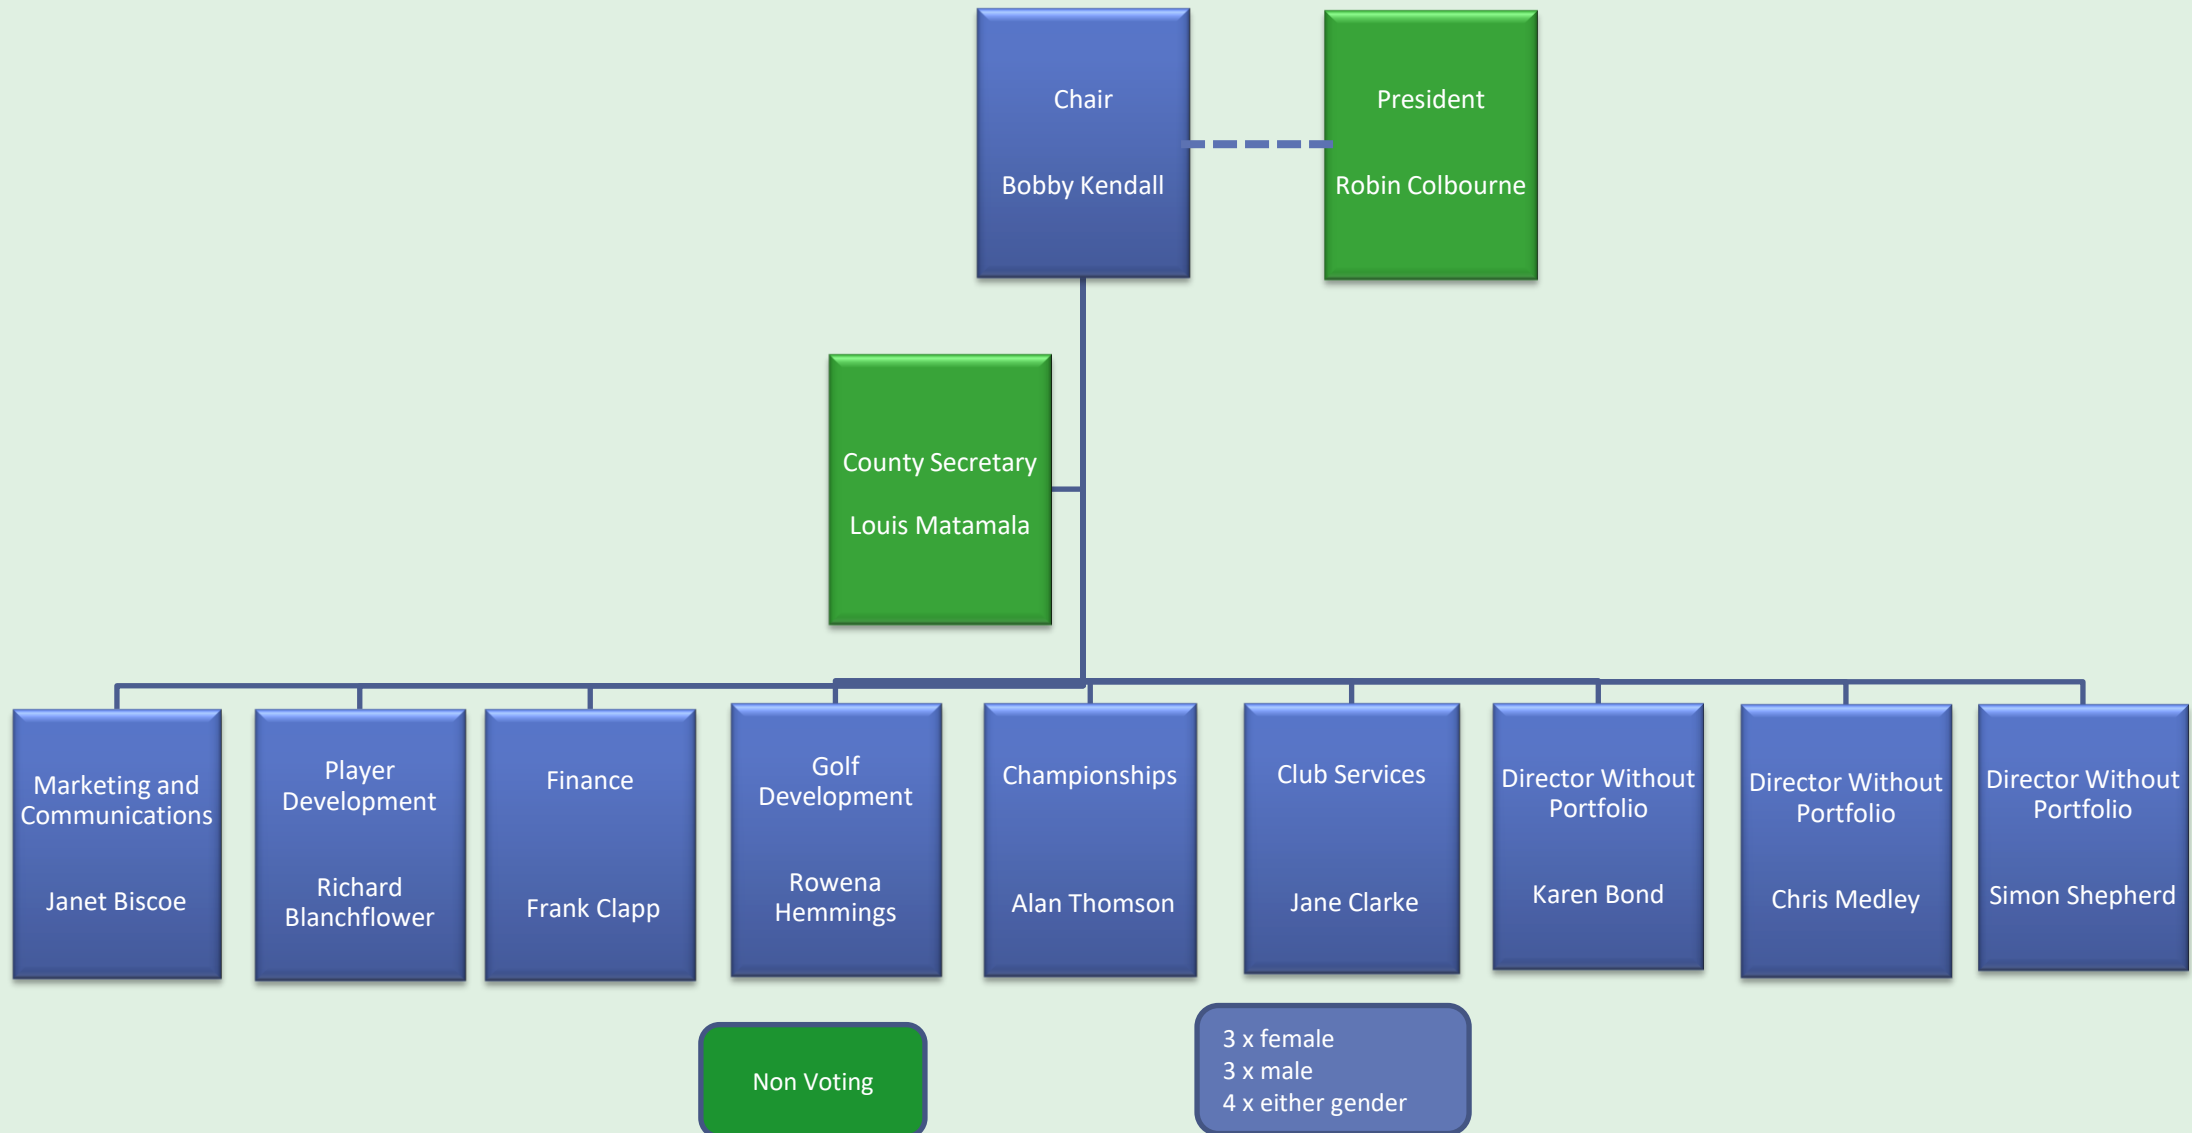 Chair
Bobby Kendall
President
Robin Colbourne
County Secretary
Louis Matamala
Marketing and
Communications
Janet Biscoe
Player
Development
Richard
Blanchflower
Finance
Frank Clapp
Golf
Development
Rowena
Hemmings
Championships
Alan Thomson
Club Services
Jane Clarke
Director Without
Portfolio
Karen Bond
Director Without
Portfolio
Chris Medley
Director Without
Portfolio
Simon Shepherd
Non Voting
3 x female
3 x male
4 x either gender